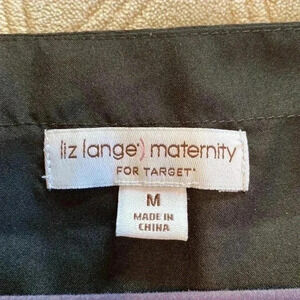 liz lange) maternity
FOR TARGET*
M
MADE IN
CHINA